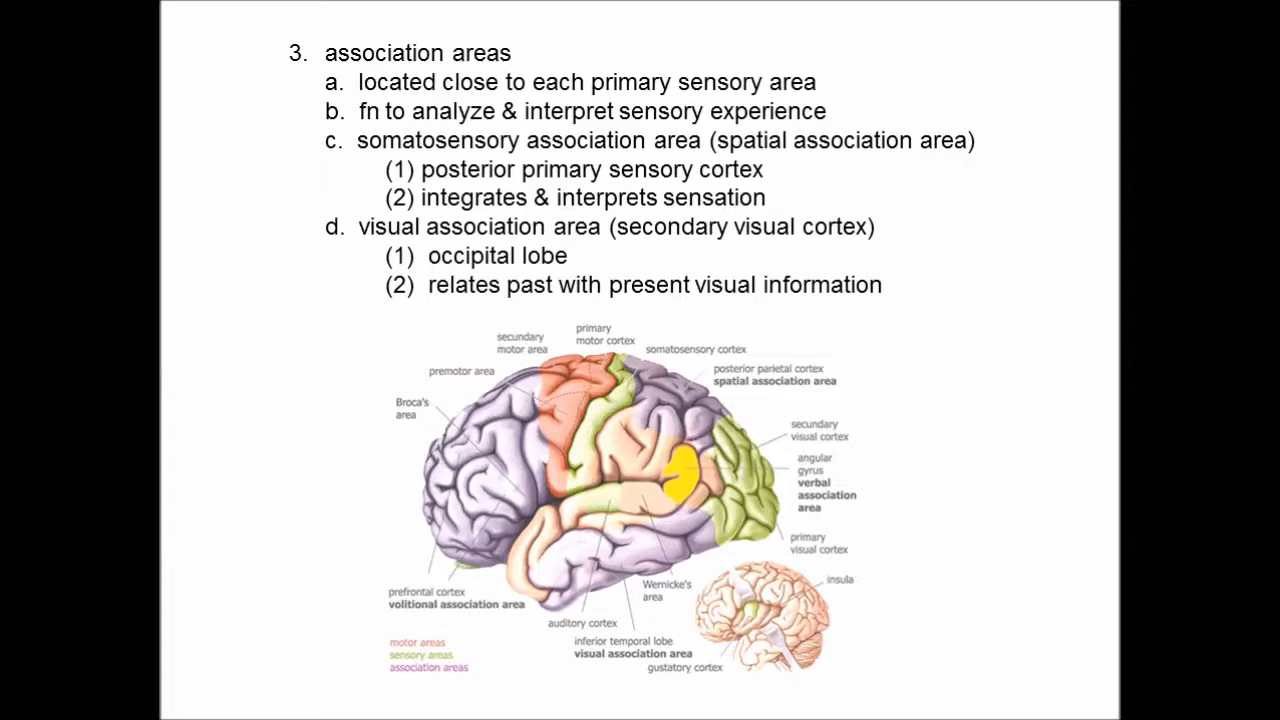 3. association areas
a. located close to each primary sensory area
b. fn to analyze & interpret sensory experience
c. somatosensory association area (spatial association area)
(1) posterior primary sensory cortex
(2) integrates & interprets sensation
d. visual association area (secondary visual cortex)
(1) occipital lobe
(2) relates past with present visual information
primary
motor cortex
secundary
motor area
somatosensory cortex
premotor area
posterior parietal cortex
spatial association area
Broca's
area
secundary
visual cortex
angular
gyrus
verbal
association
area
primary
visual cortex
insula
Wernicke's
area
prefrontal cortex
volitional association area
auditory cortex
inferior temporal lobe
visual association area
gustatory cortex
motor areas
sensory areas
association areas